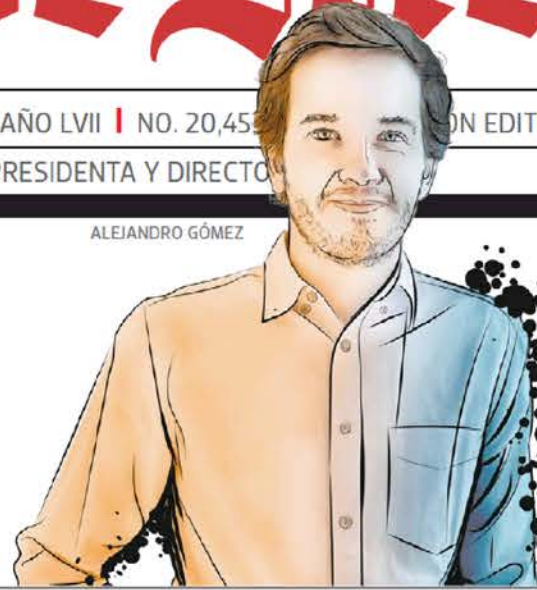 AÑO LVII | NO. 20,45
ON EDIT
PRESIDENTA Y DIRECTO
ALEJANDRO GÓMEZ